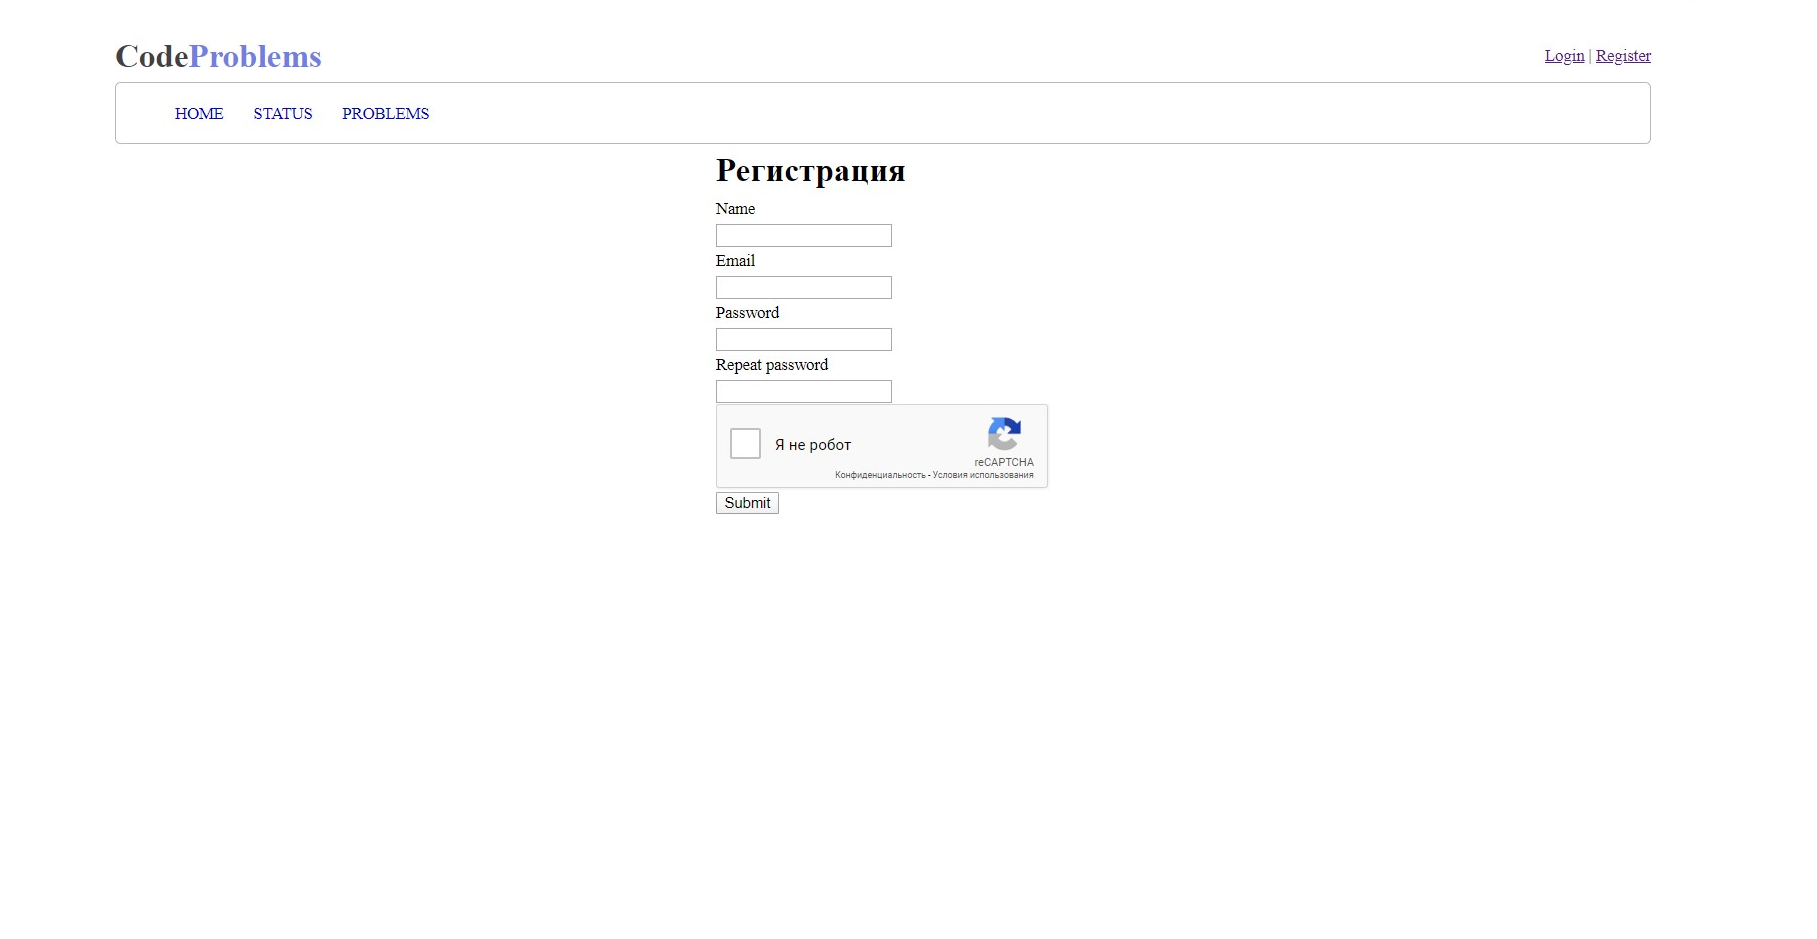 CodeProblems
Login | Register
HOME STATUS PROBLEMS
Регистрация
Name
Email
Password
Repeat password
Я не робот
reCAPTCHA
Конфиденциальность - Условия использования
Submit